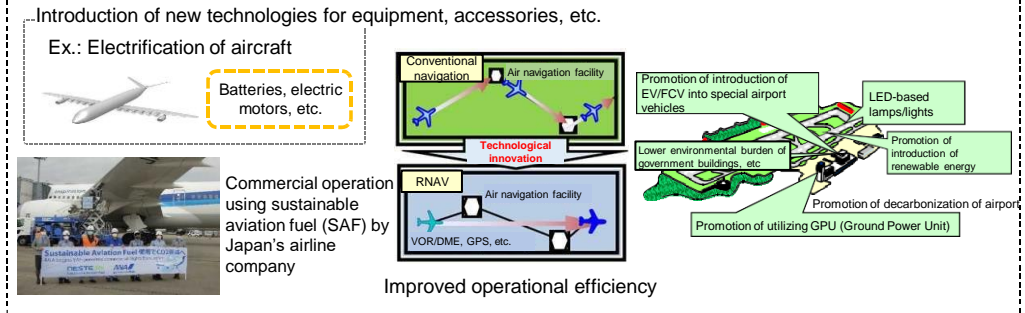 Introduction of new technologies for equipment, accessories, etc.
Ex.: Electrification of aircraft
Batteries, electric
motors, etc.
Commercial operation
using sustainable
aviation fuel (SAF) by
Japan's airline
company
Sustainable Aviation Fuel
NESTE
ANA
Conventional
navigation
Air navigation facility
Technological
innovation
RNAV
Air navigation facility
VOR/DME, GPS, etc.
Improved operational efficiency
Promotion of introduction of
EV/FCV into special airport
vehicles
LED-based
lamps/lights
Lower environmental burden of
government buildings, etc
Promotion of
introduction of
renewable energy
Promotion of decarbonization of airport
Promotion of utilizing GPU (Ground Power Unit)